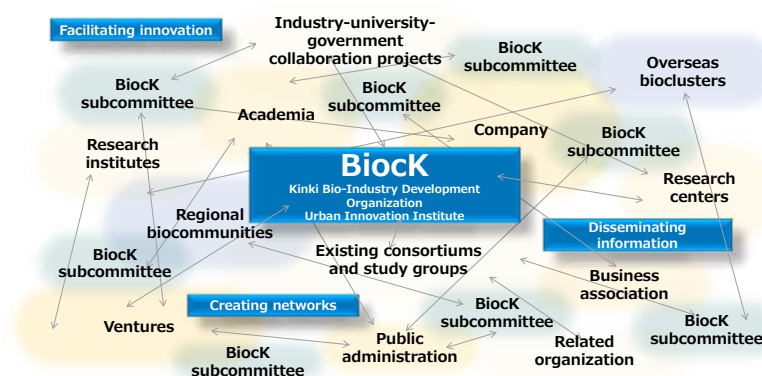 Facilitating innovation
Industry-university-
government
collaboration projects
BiocK
subcommittee
Overseas
bioclusters
BiocK
subcommittee
BiocK
subcommittee
Academia
Company
BiocK
subcommittee
Research
institutes
BiocK
Kinki Bio-Industry Development
Organization
Urban Innovation Institute
Research
centers
Regional
biocommunities
Disseminating
information
BiocK
subcommittee
Existing consortiums
and study groups
Business
association
Creating networks
Ventures
BiocK
subcommittee
BiocK
subcommittee
Public
administration
Related
organization
BiocK
subcommittee